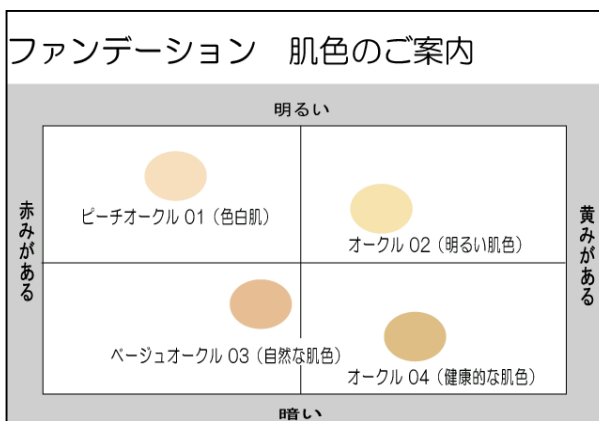 ファンデーション　肌色のご案内
明るい
赤みがある
黄みがある
ピーチオークル 01（色白肌）
オークル 02（明るい肌色）
ベージュオークル 03（自然な肌色）
オークル 04（健康的な肌色）
暗い